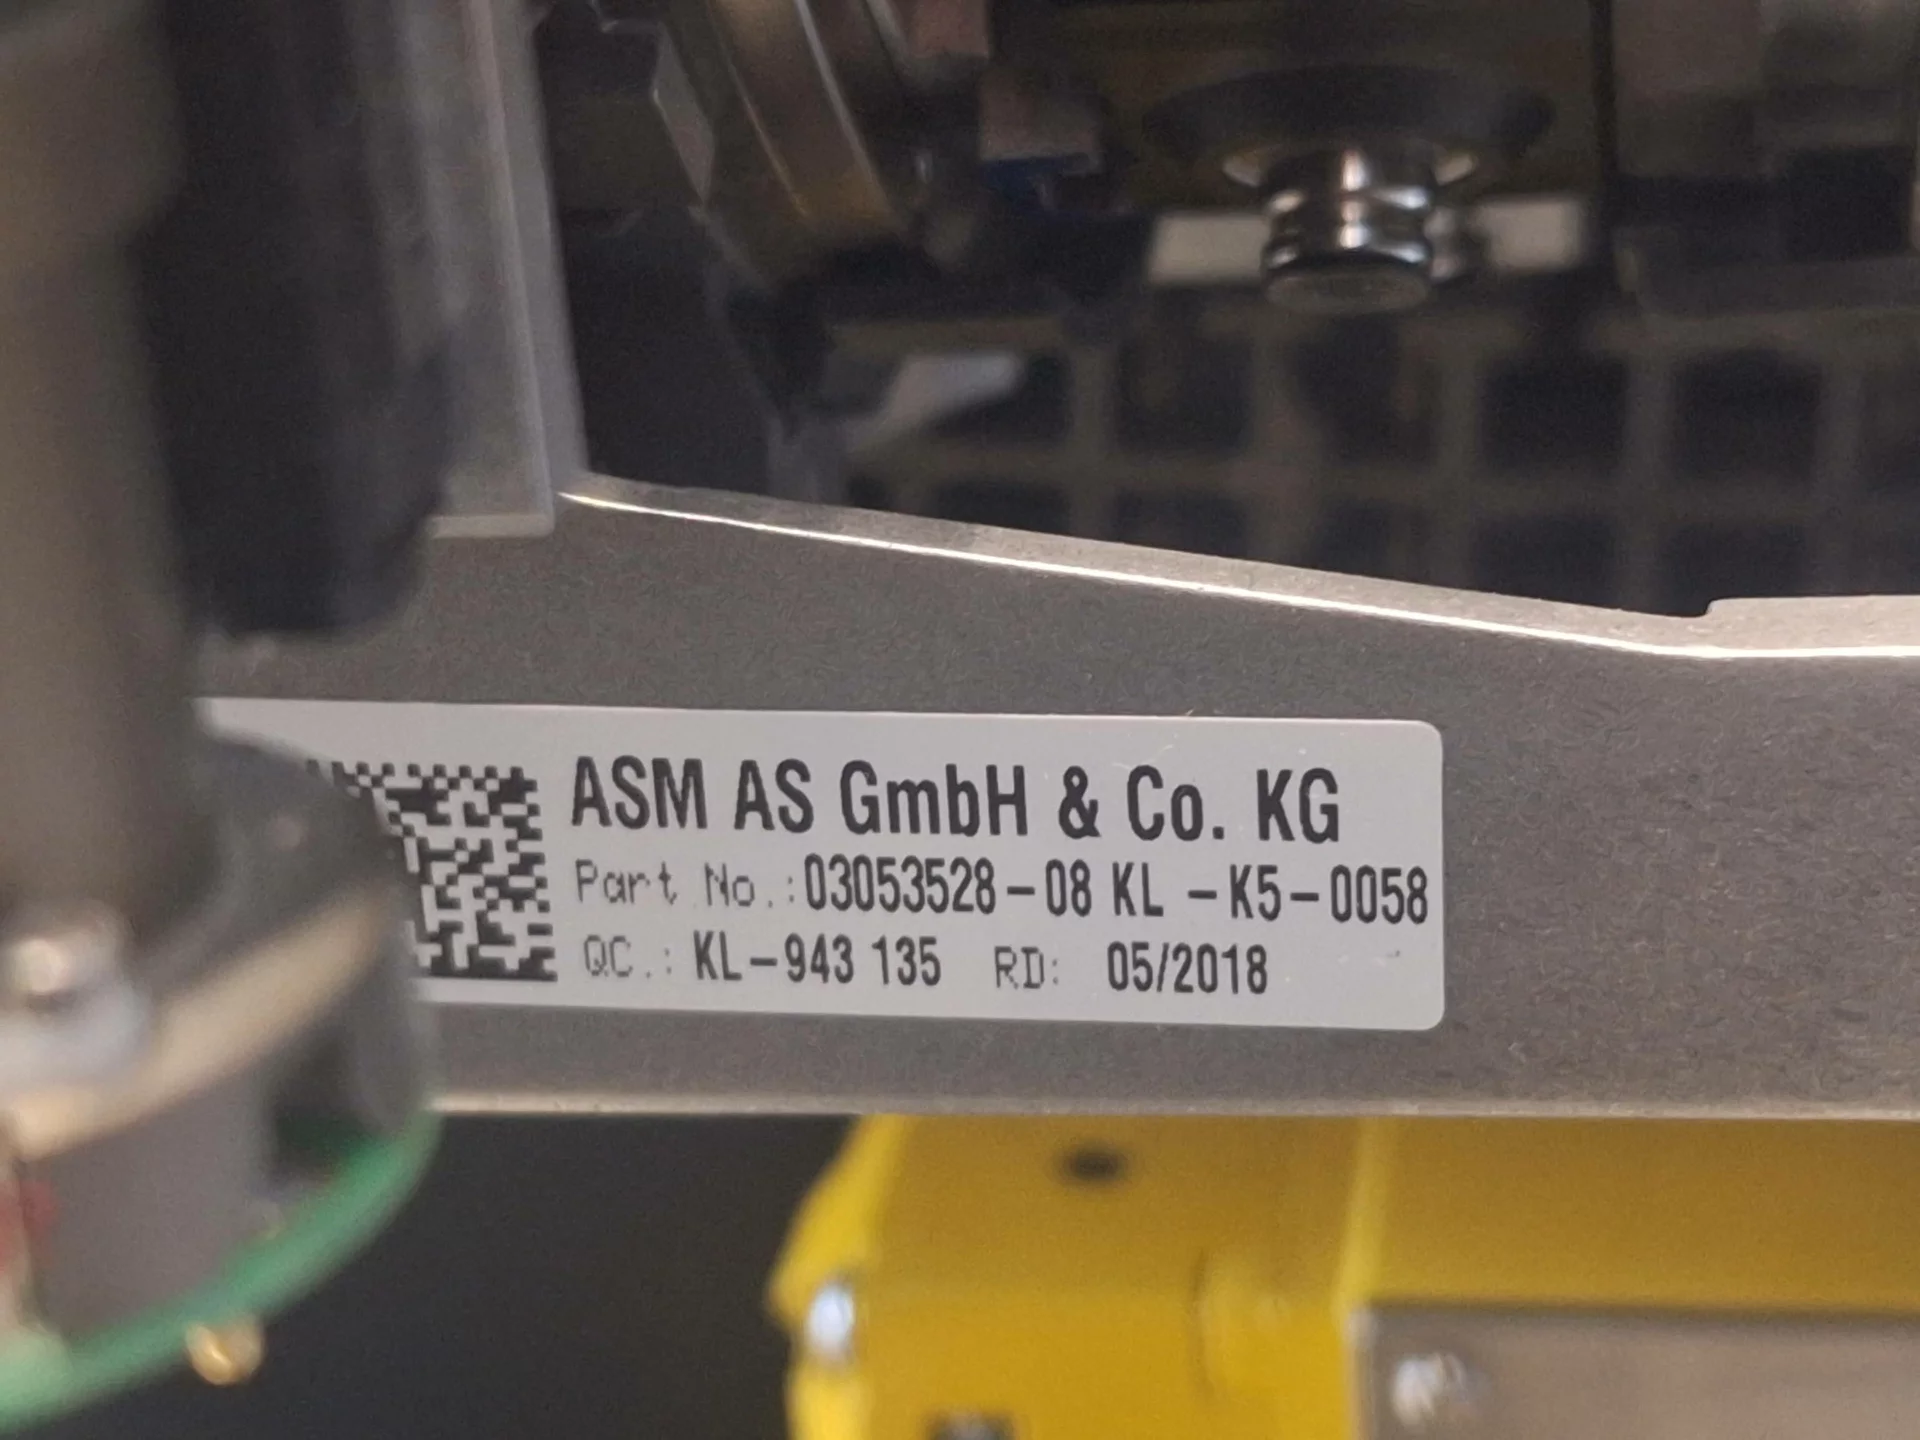 ASM AS GmbH & Co. KG
Part No.:03053528-08 KL -K5-0058
QC.: KL-943 135 RD: 05/2018